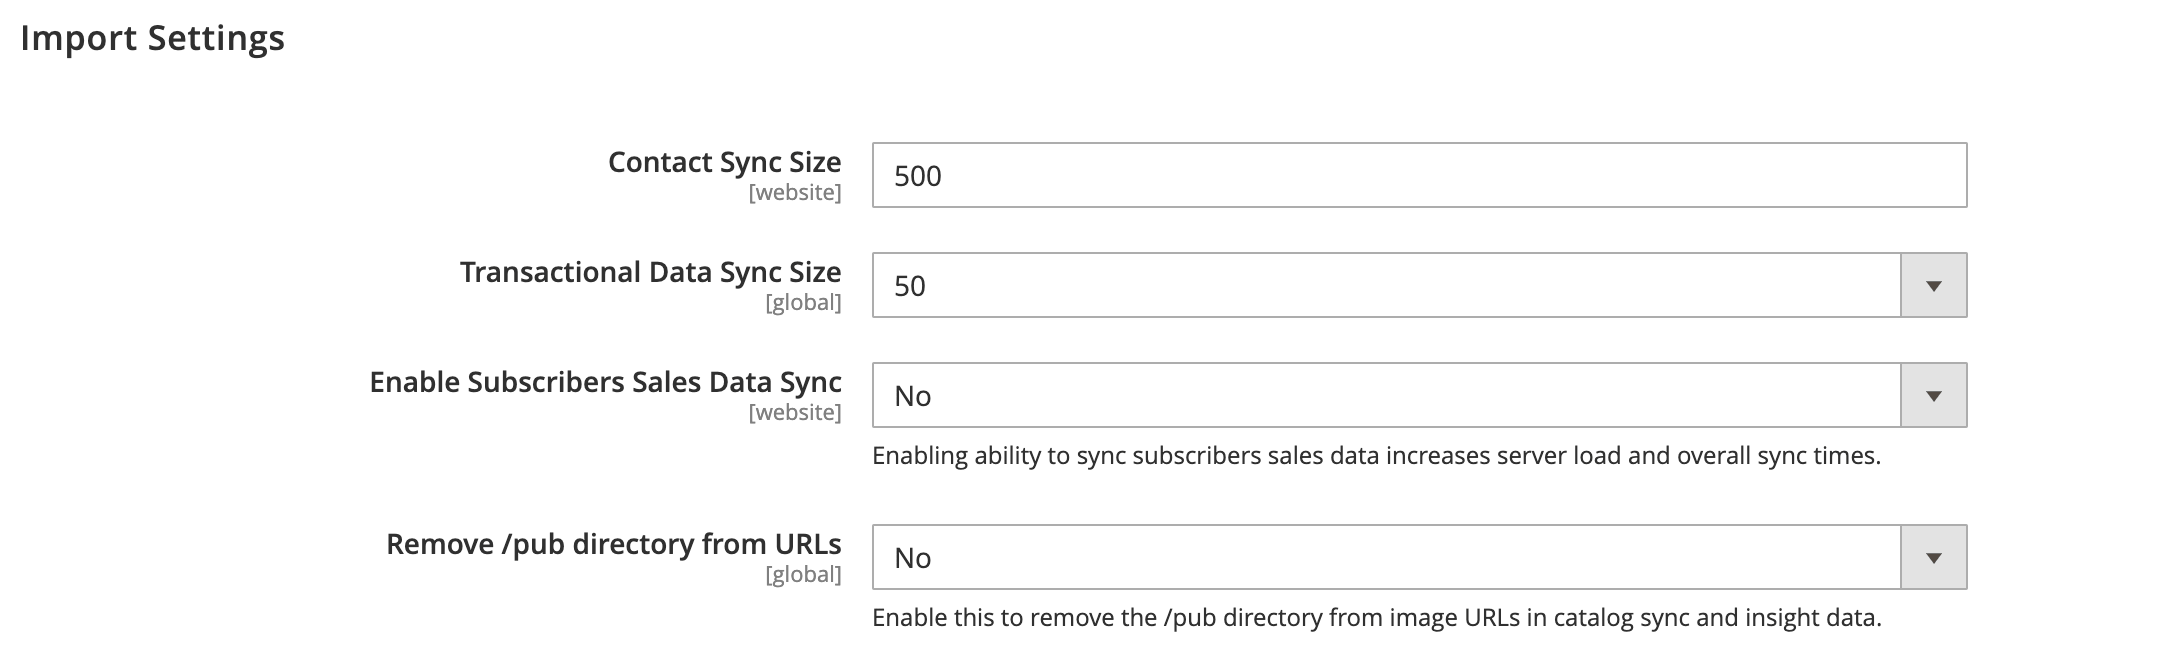 Import Settings
Contact Sync Size
[website]
500
Transactional Data Sync Size
[global]
50
Enable Subscribers Sales Data Sync
[website]
No
Enabling ability to sync subscribers sales data increases server load and overall sync times.
Remove /pub directory from URLs
[global]
No
Enable this to remove the /pub directory from image URLs in catalog sync and insight data.